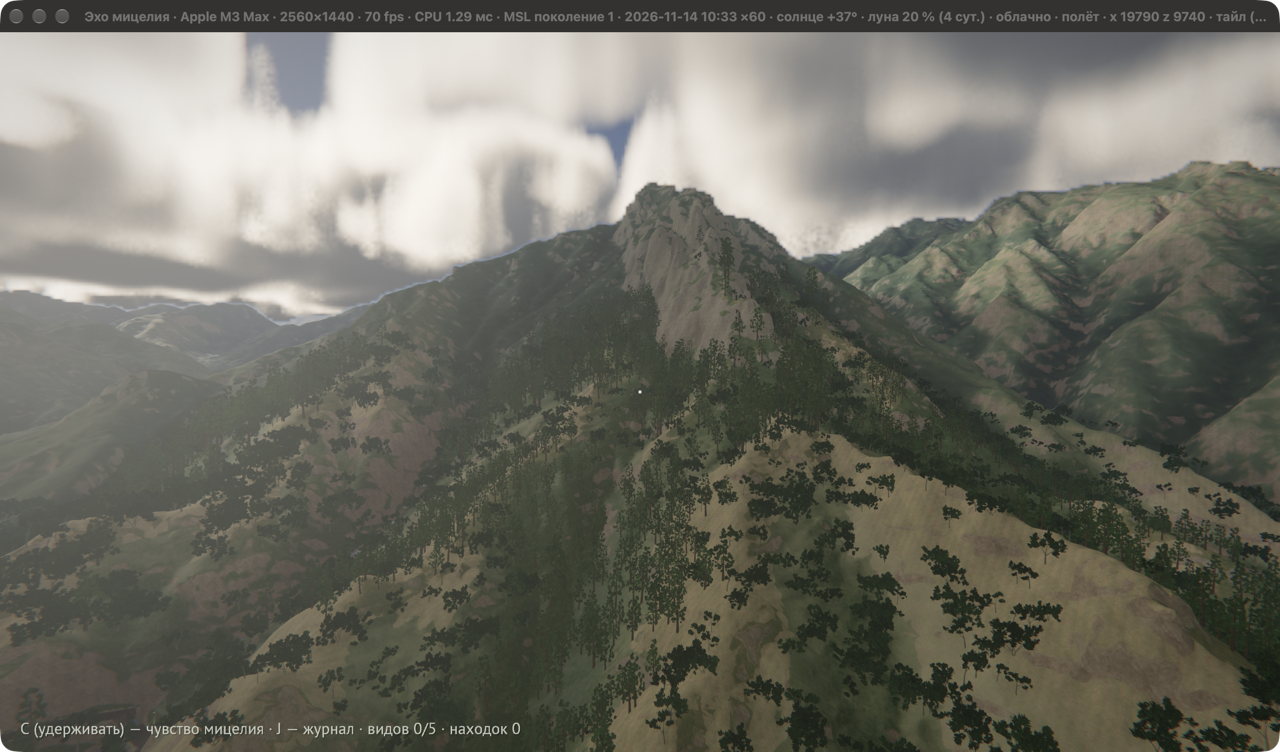 Эхо мицелия · Apple M3 Max · 2560×1440 · 70 fps · CPU 1.29 мс · MSL поколение 1 · 2026-11-14 10:33 ×60 · солнце +37° · луна 20 % (4 сут.) · облачно · полёт · x 19790 z 9740 · тайл (...
C (удерживать) — чувство мицелия · J — журнал · видов 0/5 · находок 0